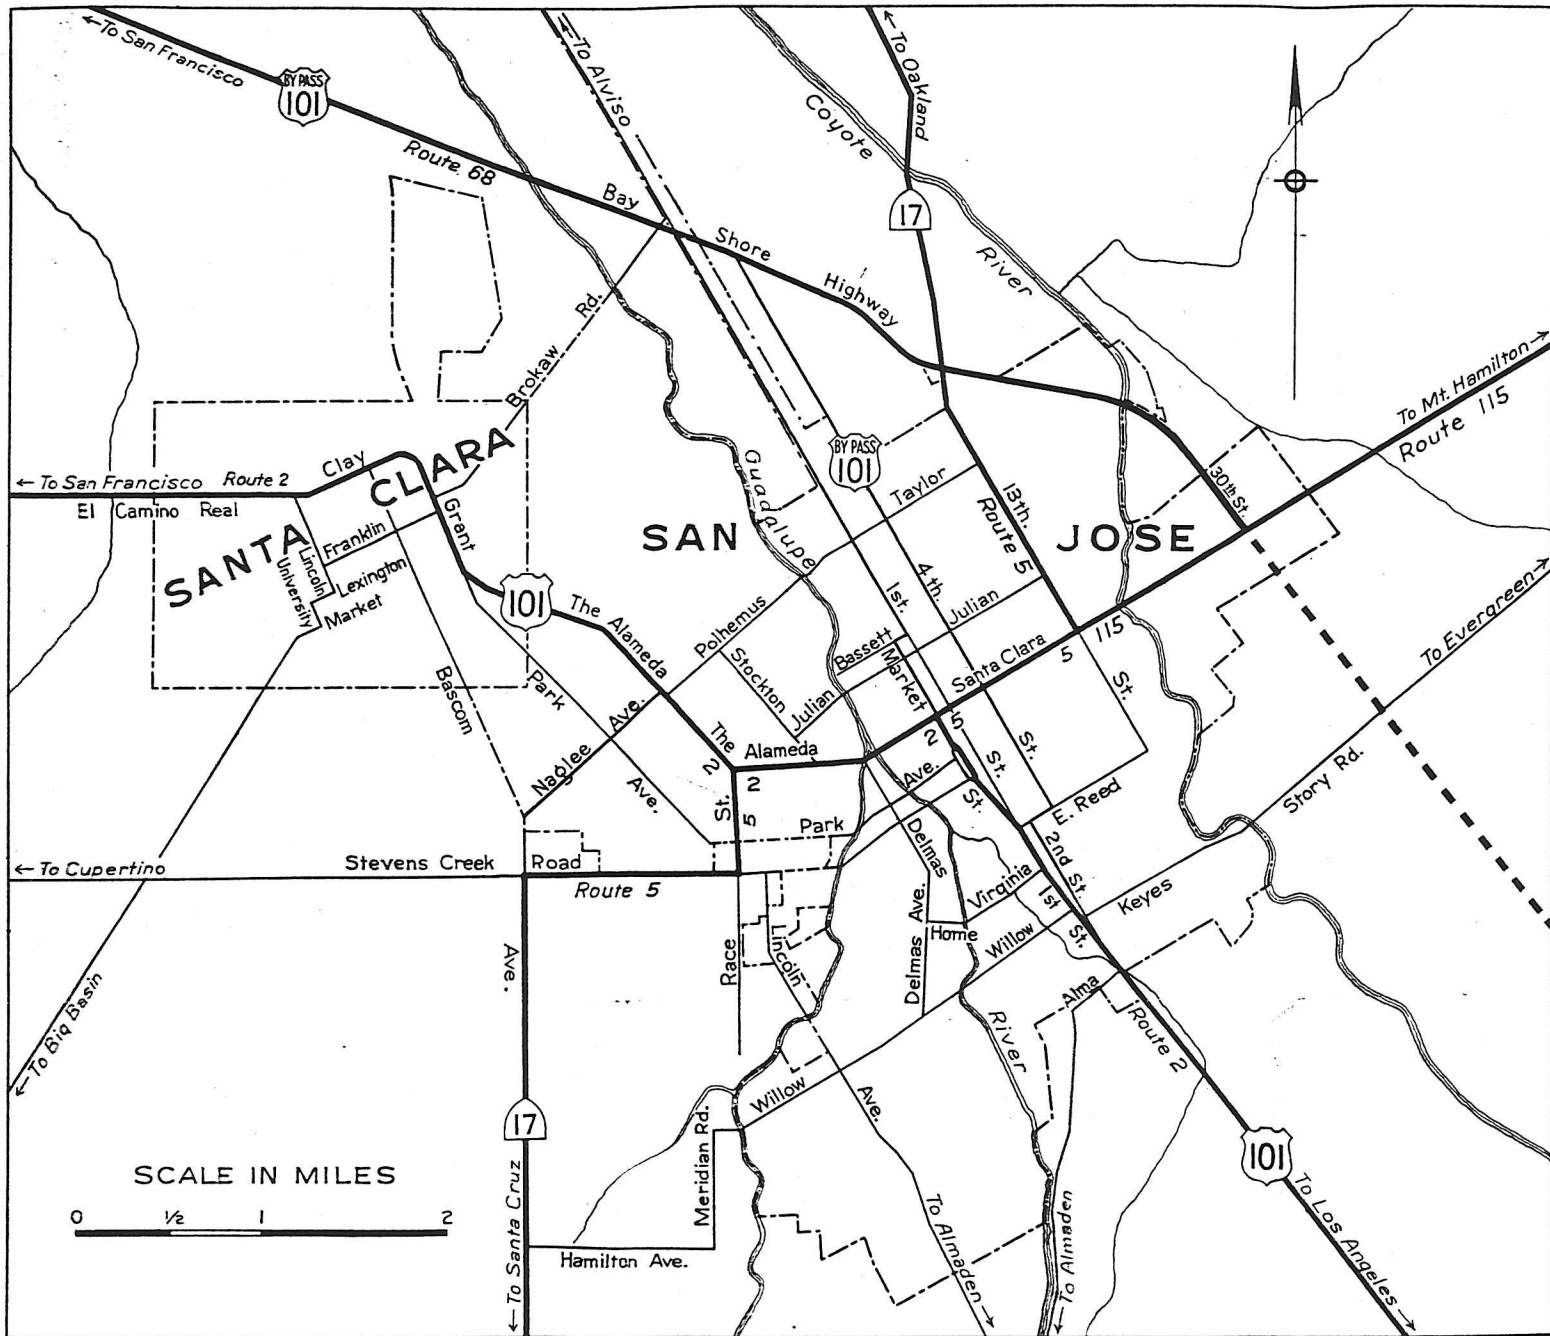 ← To San Francisco
← To Alviso
← To Oakland
BY PASS
101
Route 68
Bay
Shore
Highway
Coyote
River
17
Brokaw
Rd.
To Mt. Hamilton →
Route 115
BY PASS
101
← To San Francisco Route 2
El Camino Real
Clay
SANTA CLARA
Grant
Franklin
Lincoln
University
Lexington
Market
101
SAN JOSE
Guadalupe
Taylor
13th.
Route 5
30th St.
The Alameda
Polhemus
1st.
4th.
Julian
Bassett
Market
Stockton
Julian
Santa Clara
5
115
St.
To Evergreen →
Bascom
Park
Ave.
Naglee Ave.
The
Alameda
2
2
5
St.
2
5
St.
St.
Ave.
St.
Park
E. Reed
Story Rd.
← To Cupertino
Stevens Creek Road
Route 5
Delmas
2nd St.
Virginia
1st
St.
Keyes
Delmas Ave.
Home
Willow
Ave.
Race
Lincoln
Alma
River
Route 2
← To Big Basin
Willow
Ave.
17
Meridian Rd.
101
SCALE IN MILES
0 1/2 1 2
Hamilton Ave.
← To Santa Cruz
To Almaden →
← To Almaden
To Los Angeles →